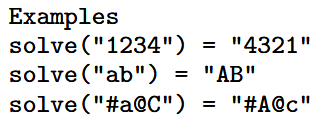 Examples
solve("1234") = "4321"
solve("ab") = "AB"
solve("#a@C") = "#A@c"